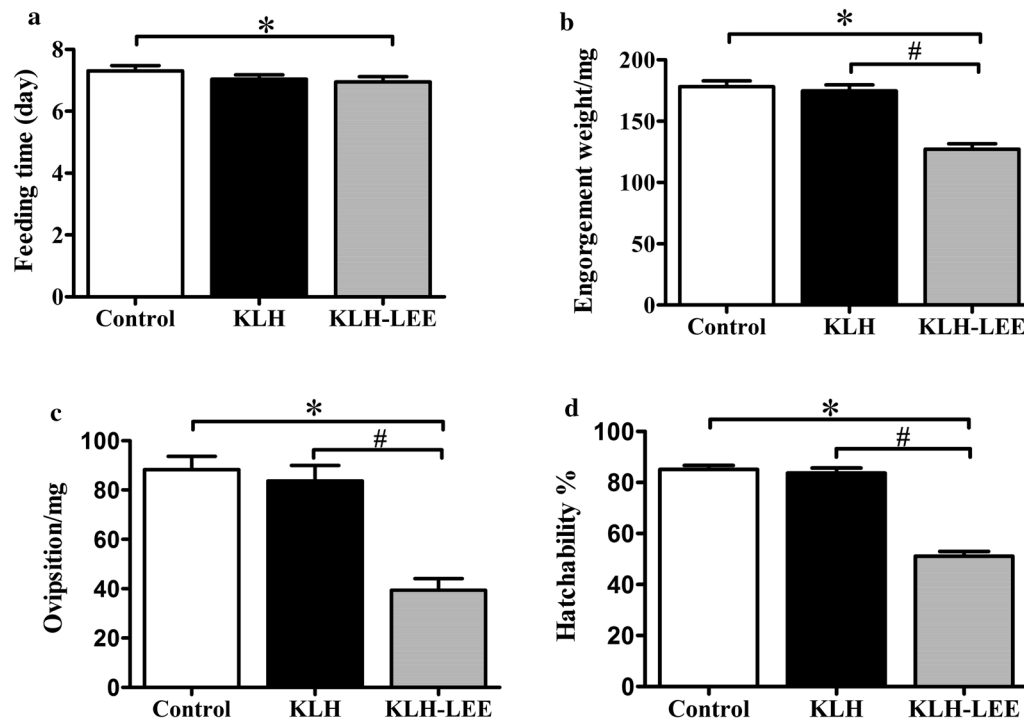 a
*
Feeding time (day)
8
6
4
2
0
Control KLH KLH-LEE
b
*
#
Engorgement weight/mg
200
150
100
50
0
Control KLH KLH-LEE
c
*
#
Ovipsition/mg
100
80
60
40
20
0
Control KLH KLH-LEE
d
*
#
Hatchability %
100
80
60
40
20
0
Control KLH KLH-LEE